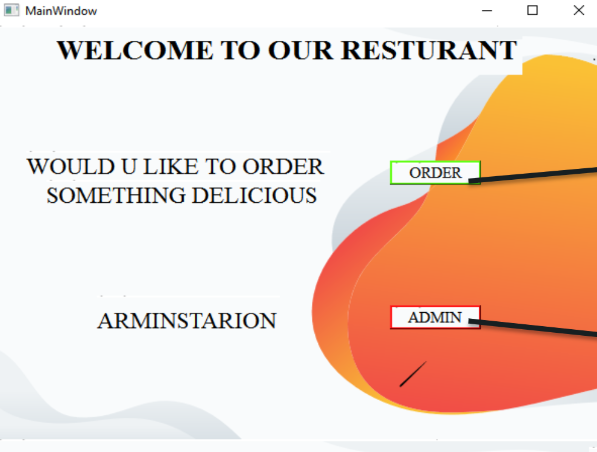 MainWindow
WELCOME TO OUR RESTURANT
WOULD U LIKE TO ORDER
SOMETHING DELICIOUS
ORDER
ARMINSTARION
ADMIN